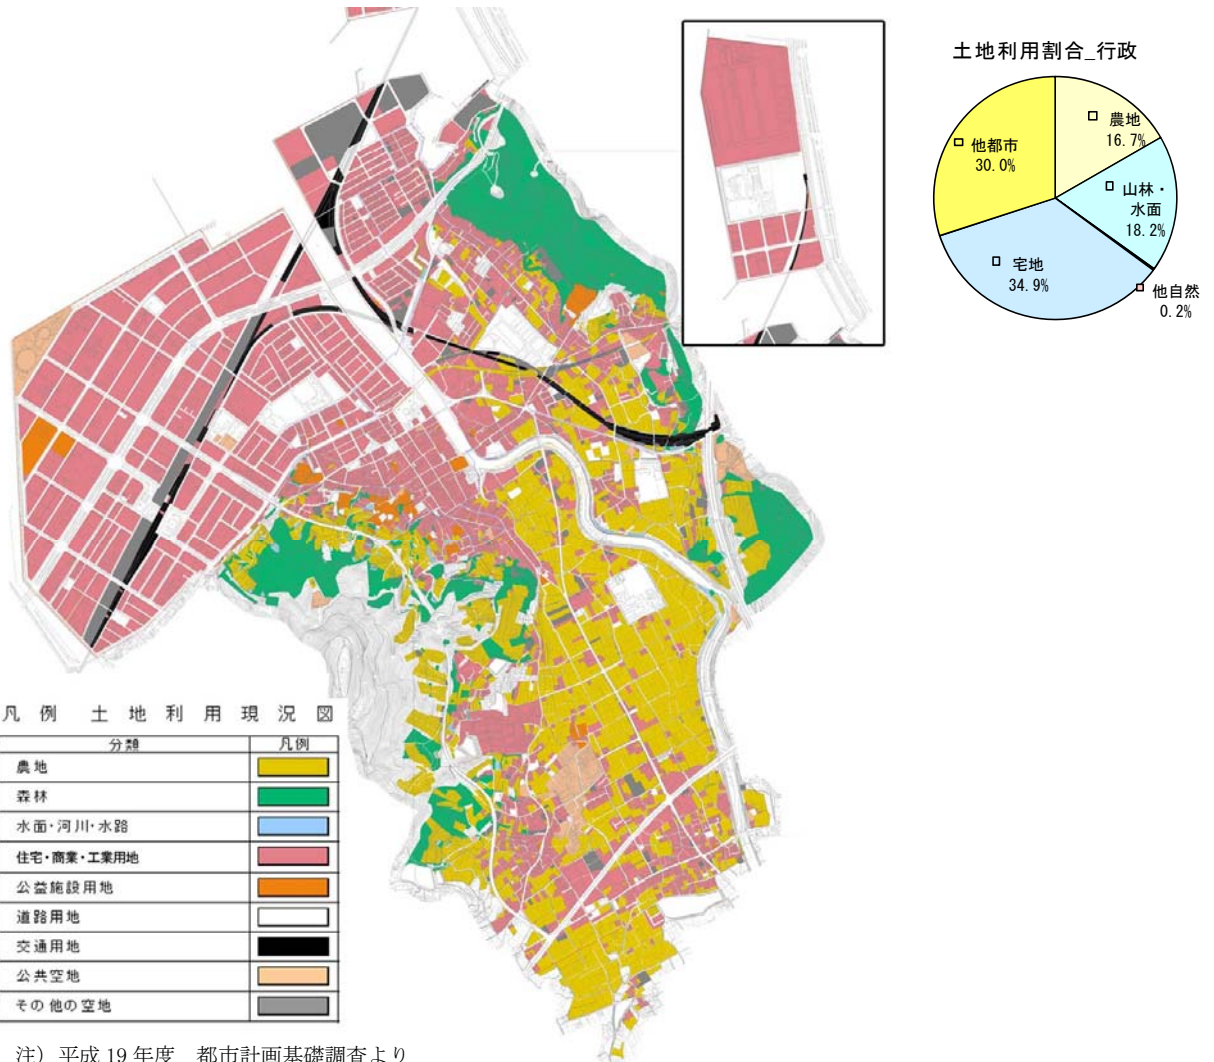 土地利用割合_行政
農地
16.7%
山林・
水面
18.2%
他自然
0.2%
宅地
34.9%
他都市
30.0%
凡 例 土 地 利 用 現 況 図
分類 凡例
農地
森林
水面・河川・水路
住宅・商業・工業用地
公益施設用地
道路用地
交通用地
公共空地
その他の空地
注）平成 19 年度 都市計画基礎調査より